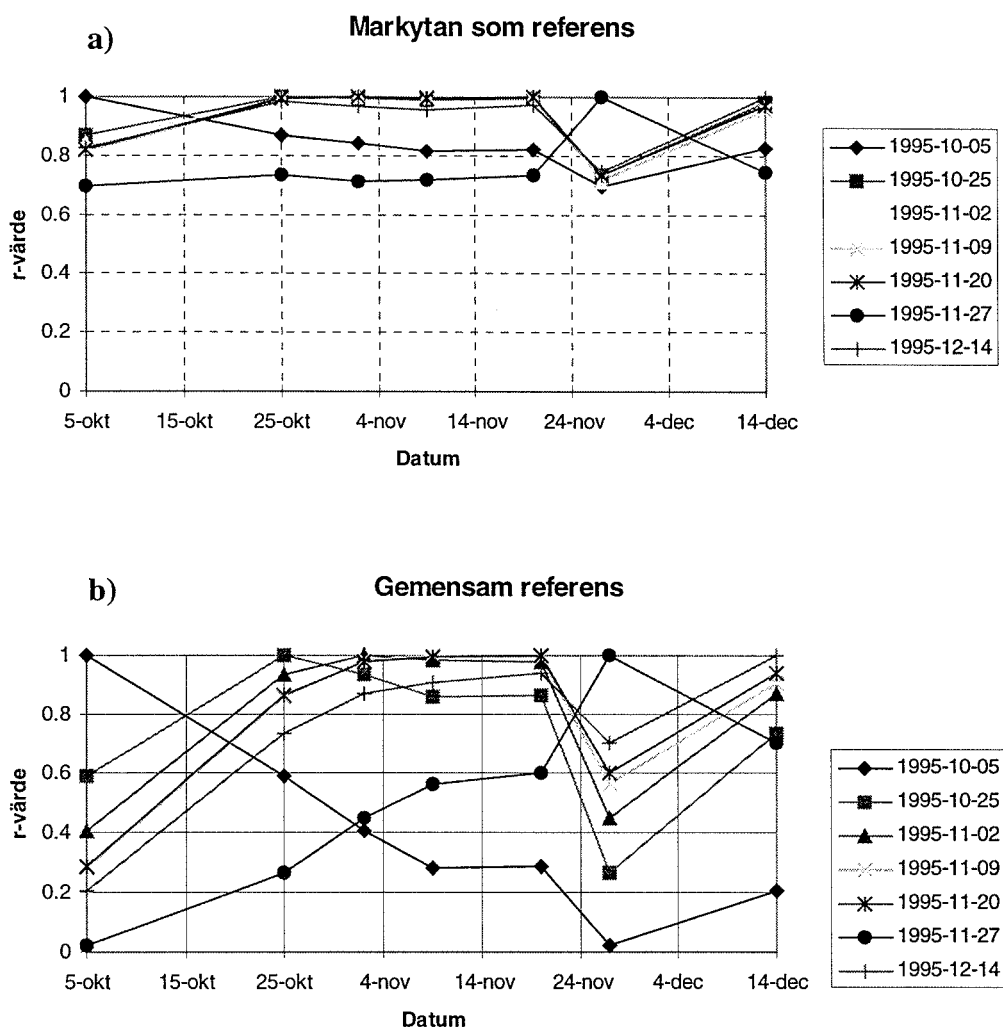 a)
Markytan som referens
1
0.8
0.6
0.4
0.2
0
r-värde
5-okt 15-okt 25-okt 4-nov 14-nov 24-nov 4-dec 14-dec
Datum
1995-10-05
1995-10-25
1995-11-02
1995-11-09
1995-11-20
1995-11-27
1995-12-14
b)
Gemensam referens
1
0.8
0.6
0.4
0.2
0
r-värde
5-okt 15-okt 25-okt 4-nov 14-nov 24-nov 4-dec 14-dec
Datum
1995-10-05
1995-10-25
1995-11-02
1995-11-09
1995-11-20
1995-11-27
1995-12-14